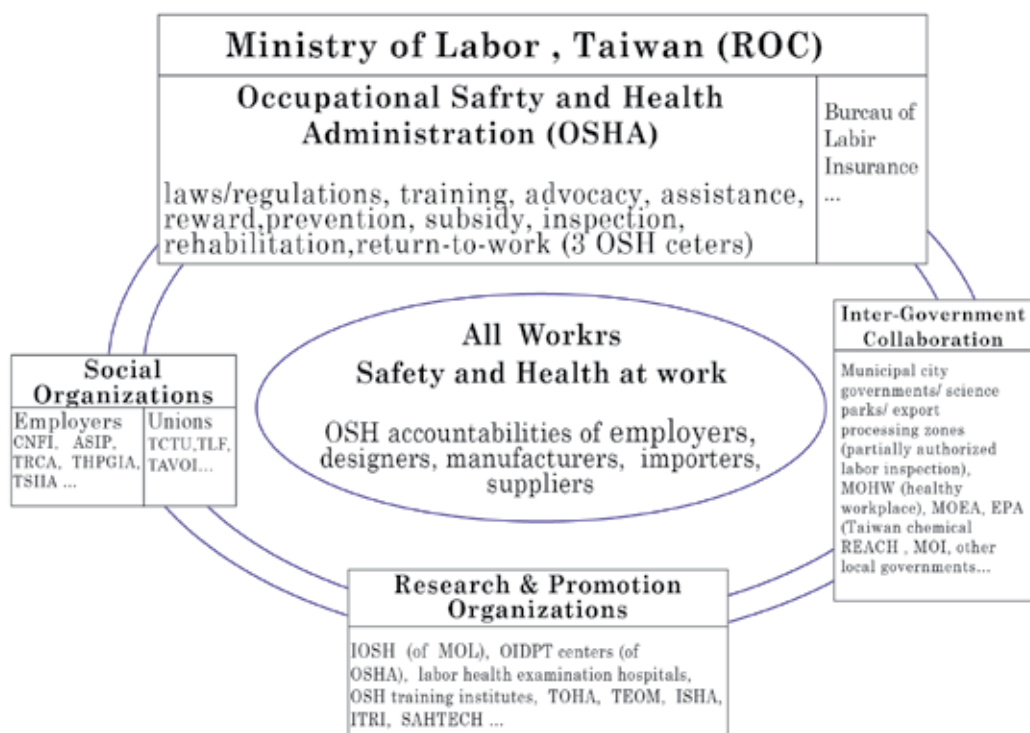 Ministry of Labor , Taiwan (ROC)
Occupational Safrty and Health
Administration (OSHA)
laws/regulations, training, advocacy, assistance,
reward,prevention, subsidy, inspection,
rehabilitation,return-to-work (3 OSH ceters)
Bureau of
Labir
Insurance
...
Social
Organizations
Employers
CNFI, ASIP,
TRCA, THPGIA,
TSIIA ...
Unions
TCTU,TLF,
TAVOI...
All Workrs
Safety and Health at work
OSH accountabilities of employers,
designers, manufacturers, importers,
suppliers
Inter-Government
Collaboration
Municipal city
governments/ science
parks/ export
processing zones
(partially authorized
labor inspection),
MOHW (healthy
workplace), MOEA, EPA
(Taiwan chemical
REACH , MOI, other
local governments...
Research & Promotion
Organizations
IOSH (of MOL), OIDPT centers (of
OSHA), labor health examination hospitals,
OSH training institutes, TOHA, TEOM, ISHA,
ITRI, SAHTECH ...